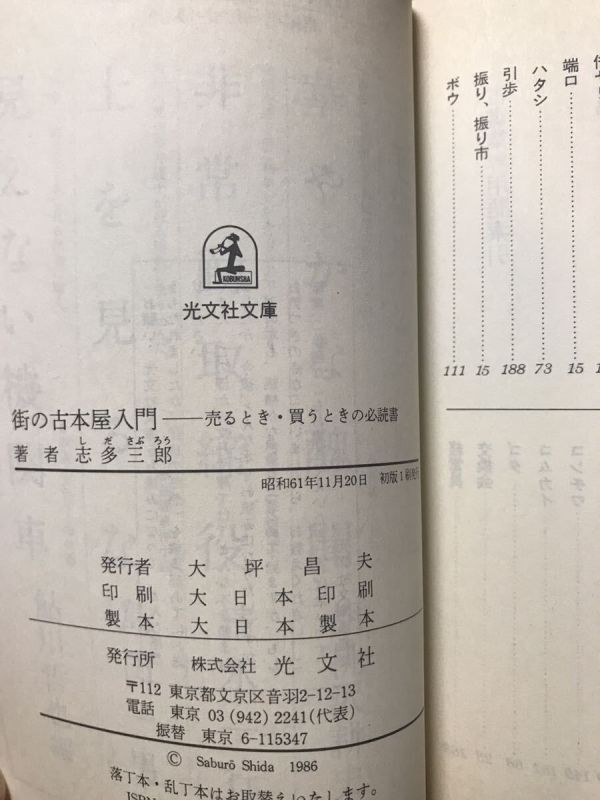 KOBUNSHA
光文社文庫
街の古本屋入門——売るとき・買うときの必読書
著者 志多三郎
し だ さぶ ろう
昭和61年11月20日 初版1刷発行
発行者 大坪昌夫
印刷 大日本印刷
製本 大日本製本
発行所 株式会社 光文社
〒112 東京都文京区音羽2-12-13
電話 東京 03 (942) 2241(代表)
振替 東京 6-115347
© Saburō Shida 1986
落丁本・乱丁本はお取替えいたします
端口 15
ハタシ 73
引歩 188
振り、振り市 15
ボウ 111